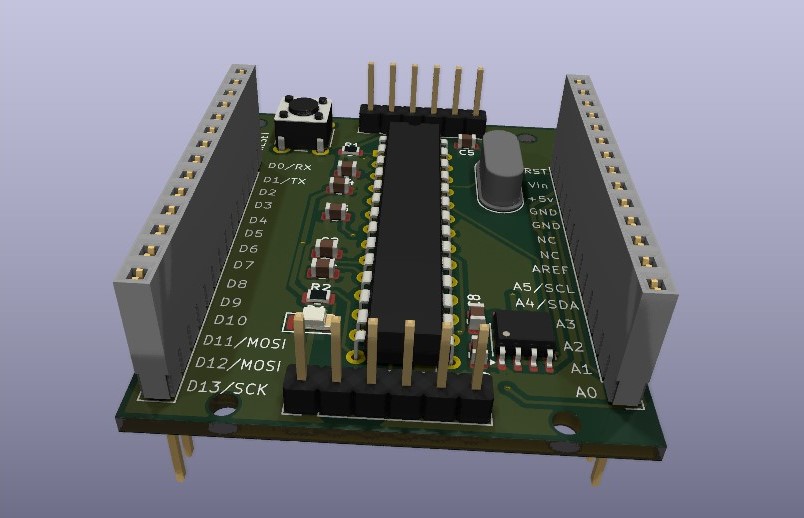 R1
C5
D0/RX
D1/TX
D2
D3
D4
D5
D6
D7
D8
D9
D10
D11/MOSI
D12/MOSI
D13/SCK
R2
RST
Vin
+5v
GND
GND
NC
NC
AREF
A5/SCL
A4/SDA
A3
A2
A1
A0